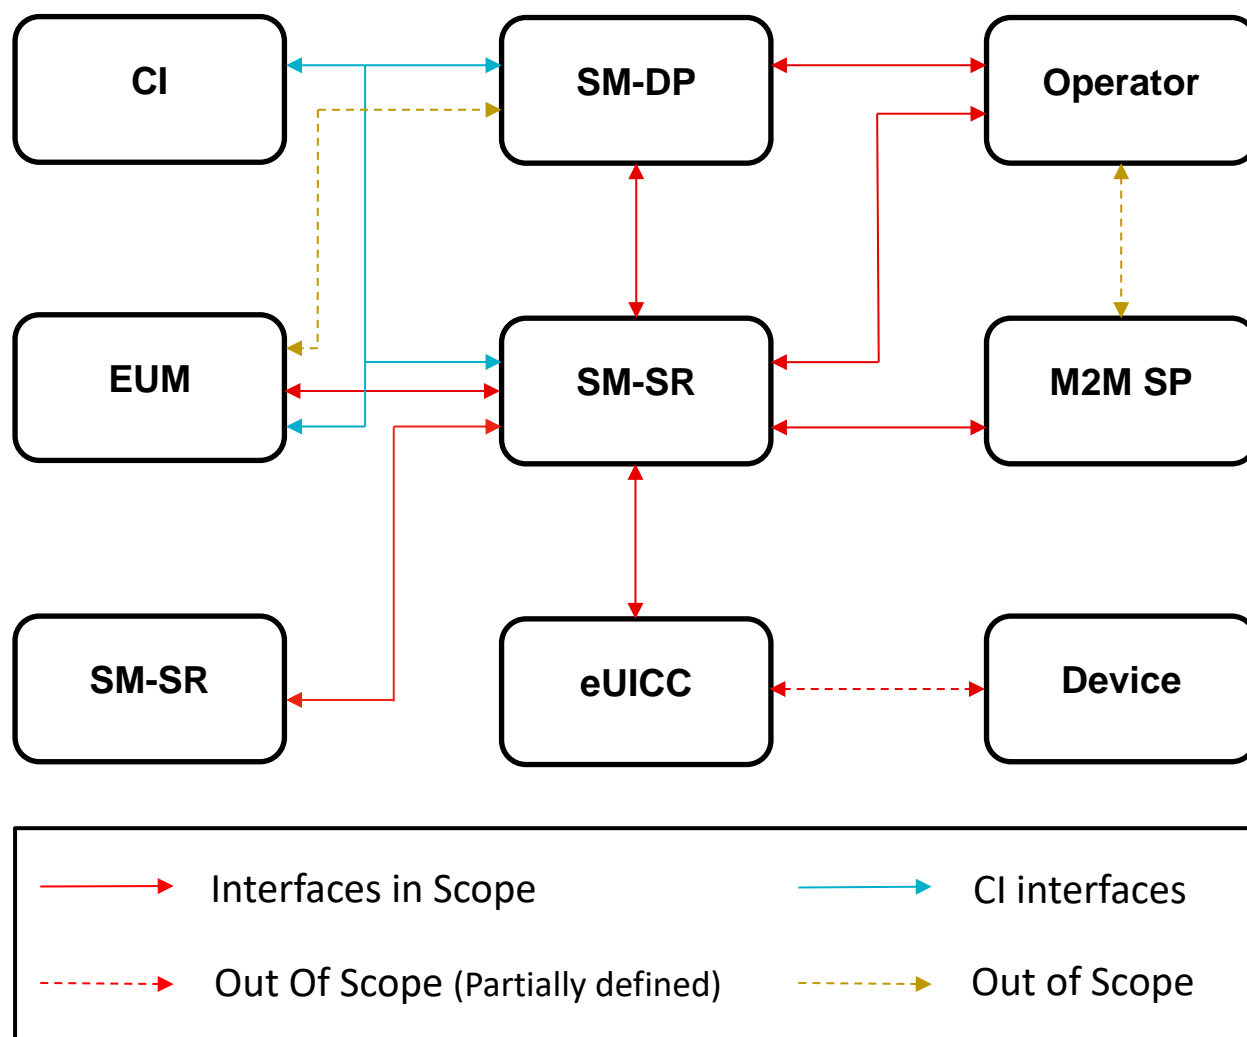 CI
SM-DP
Operator
EUM
SM-SR
M2M SP
SM-SR
eUICC
Device
Interfaces in Scope
CI interfaces
Out Of Scope (Partially defined)
Out of Scope